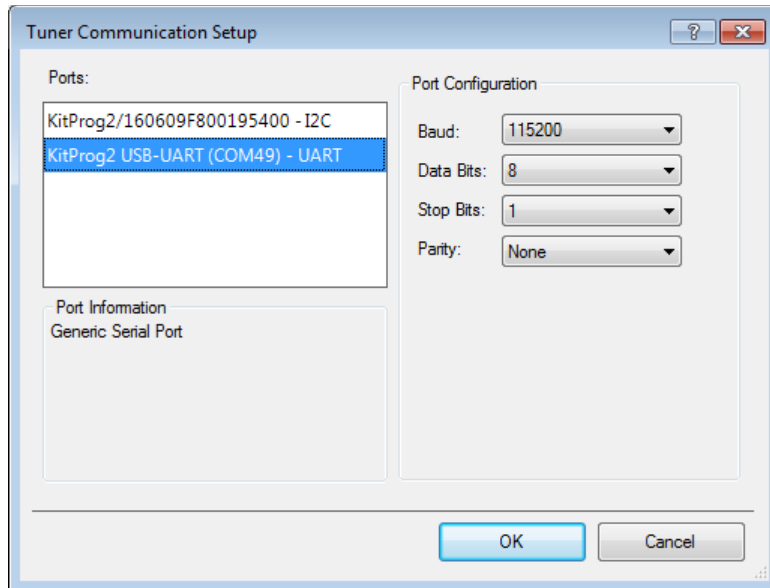 Tuner Communication Setup
Ports:
KitProg2/160609F800195400 - I2C
KitProg2 USB-UART (COM49) - UART
Port Information
Generic Serial Port
Port Configuration
Baud: 115200
Data Bits: 8
Stop Bits: 1
Parity: None
OK
Cancel